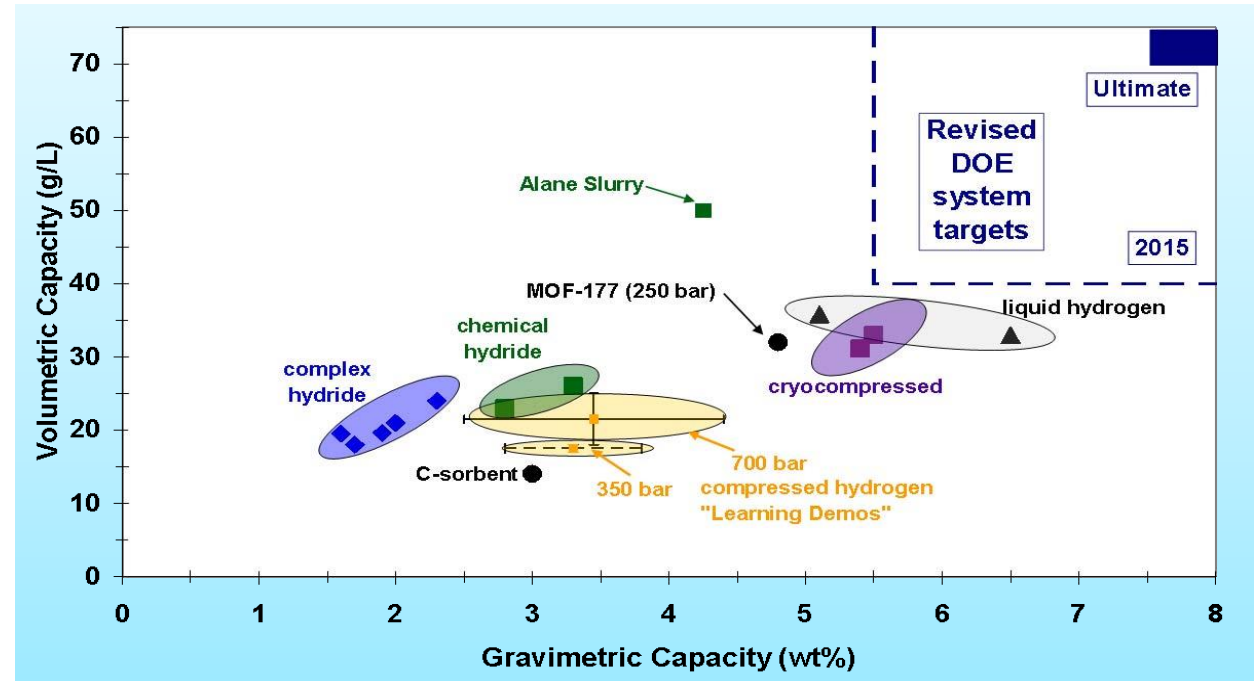 Volumetric Capacity (g/L)
70
60
50
40
30
20
10
0
Ultimate
Revised
DOE
system
targets
2015
Alane Slurry
MOF-177 (250 bar)
liquid hydrogen
chemical
hydride
complex
hydride
cryocompressed
C-sorbent
350 bar
700 bar
compressed hydrogen
"Learning Demos"
0 1 2 3 4 5 6 7 8
Gravimetric Capacity (wt%)